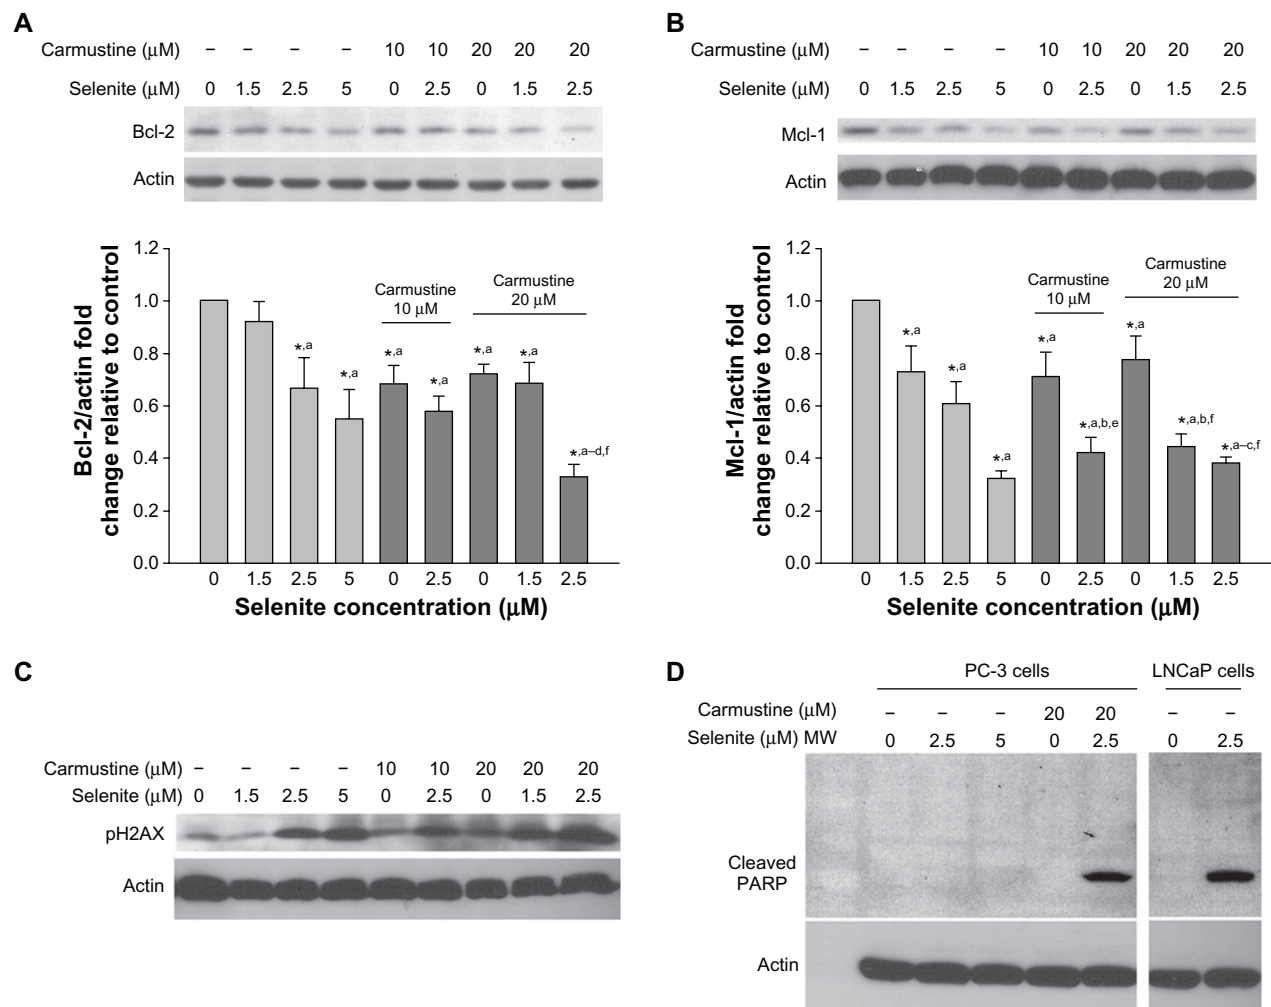 A
Carmustine (μM) – – – – 10 10 20 20 20
Selenite (μM) 0 1.5 2.5 5 0 2.5 0 1.5 2.5
Bcl-2
Actin
Bcl-2/actin fold
change relative to control
1.2
1.0
0.8
0.6
0.4
0.2
0.0
Carmustine
10 μM
Carmustine
20 μM
*,a
*,a
*,a
*,a
*,a
*,a
*,a–d,f
0 1.5 2.5 5 0 2.5 0 1.5 2.5
Selenite concentration (μM)
B
Carmustine (μM) – – – – 10 10 20 20 20
Selenite (μM) 0 1.5 2.5 5 0 2.5 0 1.5 2.5
Mcl-1
Actin
Mcl-1/actin fold
change relative to control
1.2
1.0
0.8
0.6
0.4
0.2
0.0
Carmustine
10 μM
Carmustine
20 μM
*,a
*,a
*,a
*,a
*,a,b,e
*,a
*,a,b,f
*,a–c,f
0 1.5 2.5 5 0 2.5 0 1.5 2.5
Selenite concentration (μM)
C
Carmustine (μM) – – – – 10 10 20 20 20
Selenite (μM) 0 1.5 2.5 5 0 2.5 0 1.5 2.5
pH2AX
Actin
D
PC-3 cells LNCaP cells
Carmustine (μM) – – – 20 20 – –
Selenite (μM) MW 0 2.5 5 0 2.5 0 2.5
Cleaved
PARP
Actin